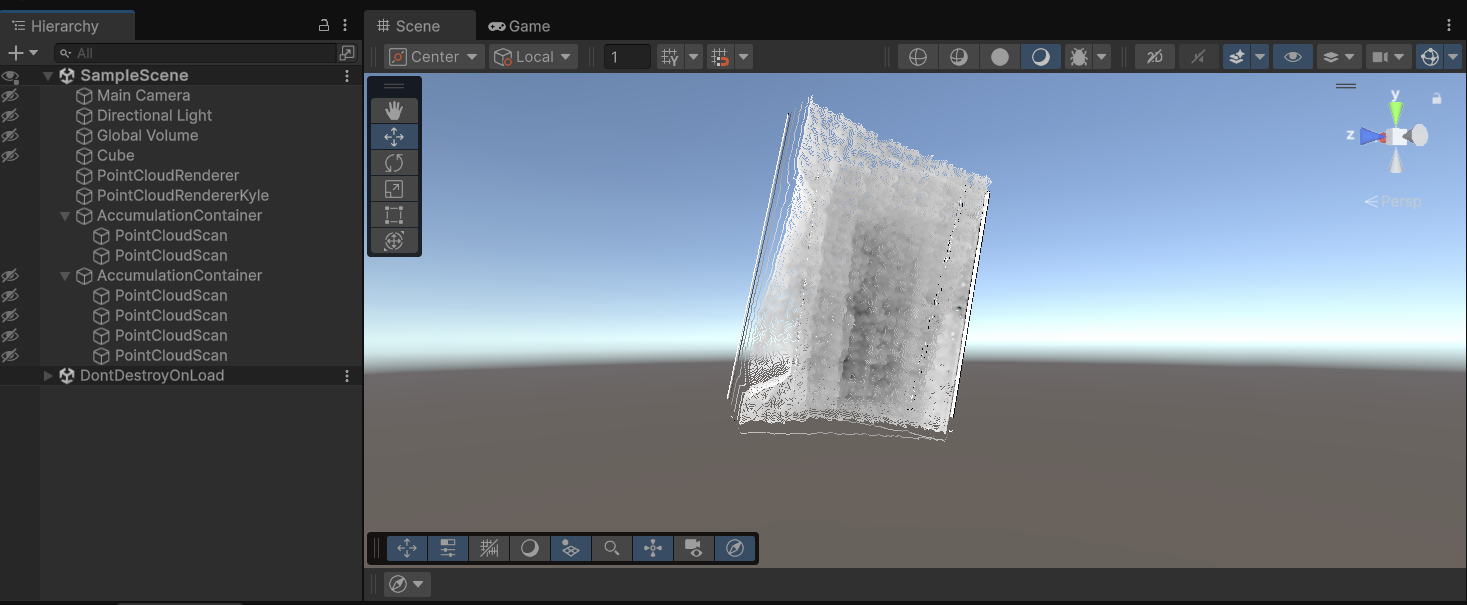 Hierarchy
All
SampleScene
Main Camera
Directional Light
Global Volume
Cube
PointCloudRenderer
PointCloudRendererKyle
AccumulationContainer
PointCloudScan
PointCloudScan
AccumulationContainer
PointCloudScan
PointCloudScan
PointCloudScan
PointCloudScan
DontDestroyOnLoad
Scene Game
Center Local 1 2D
y
z
Persp